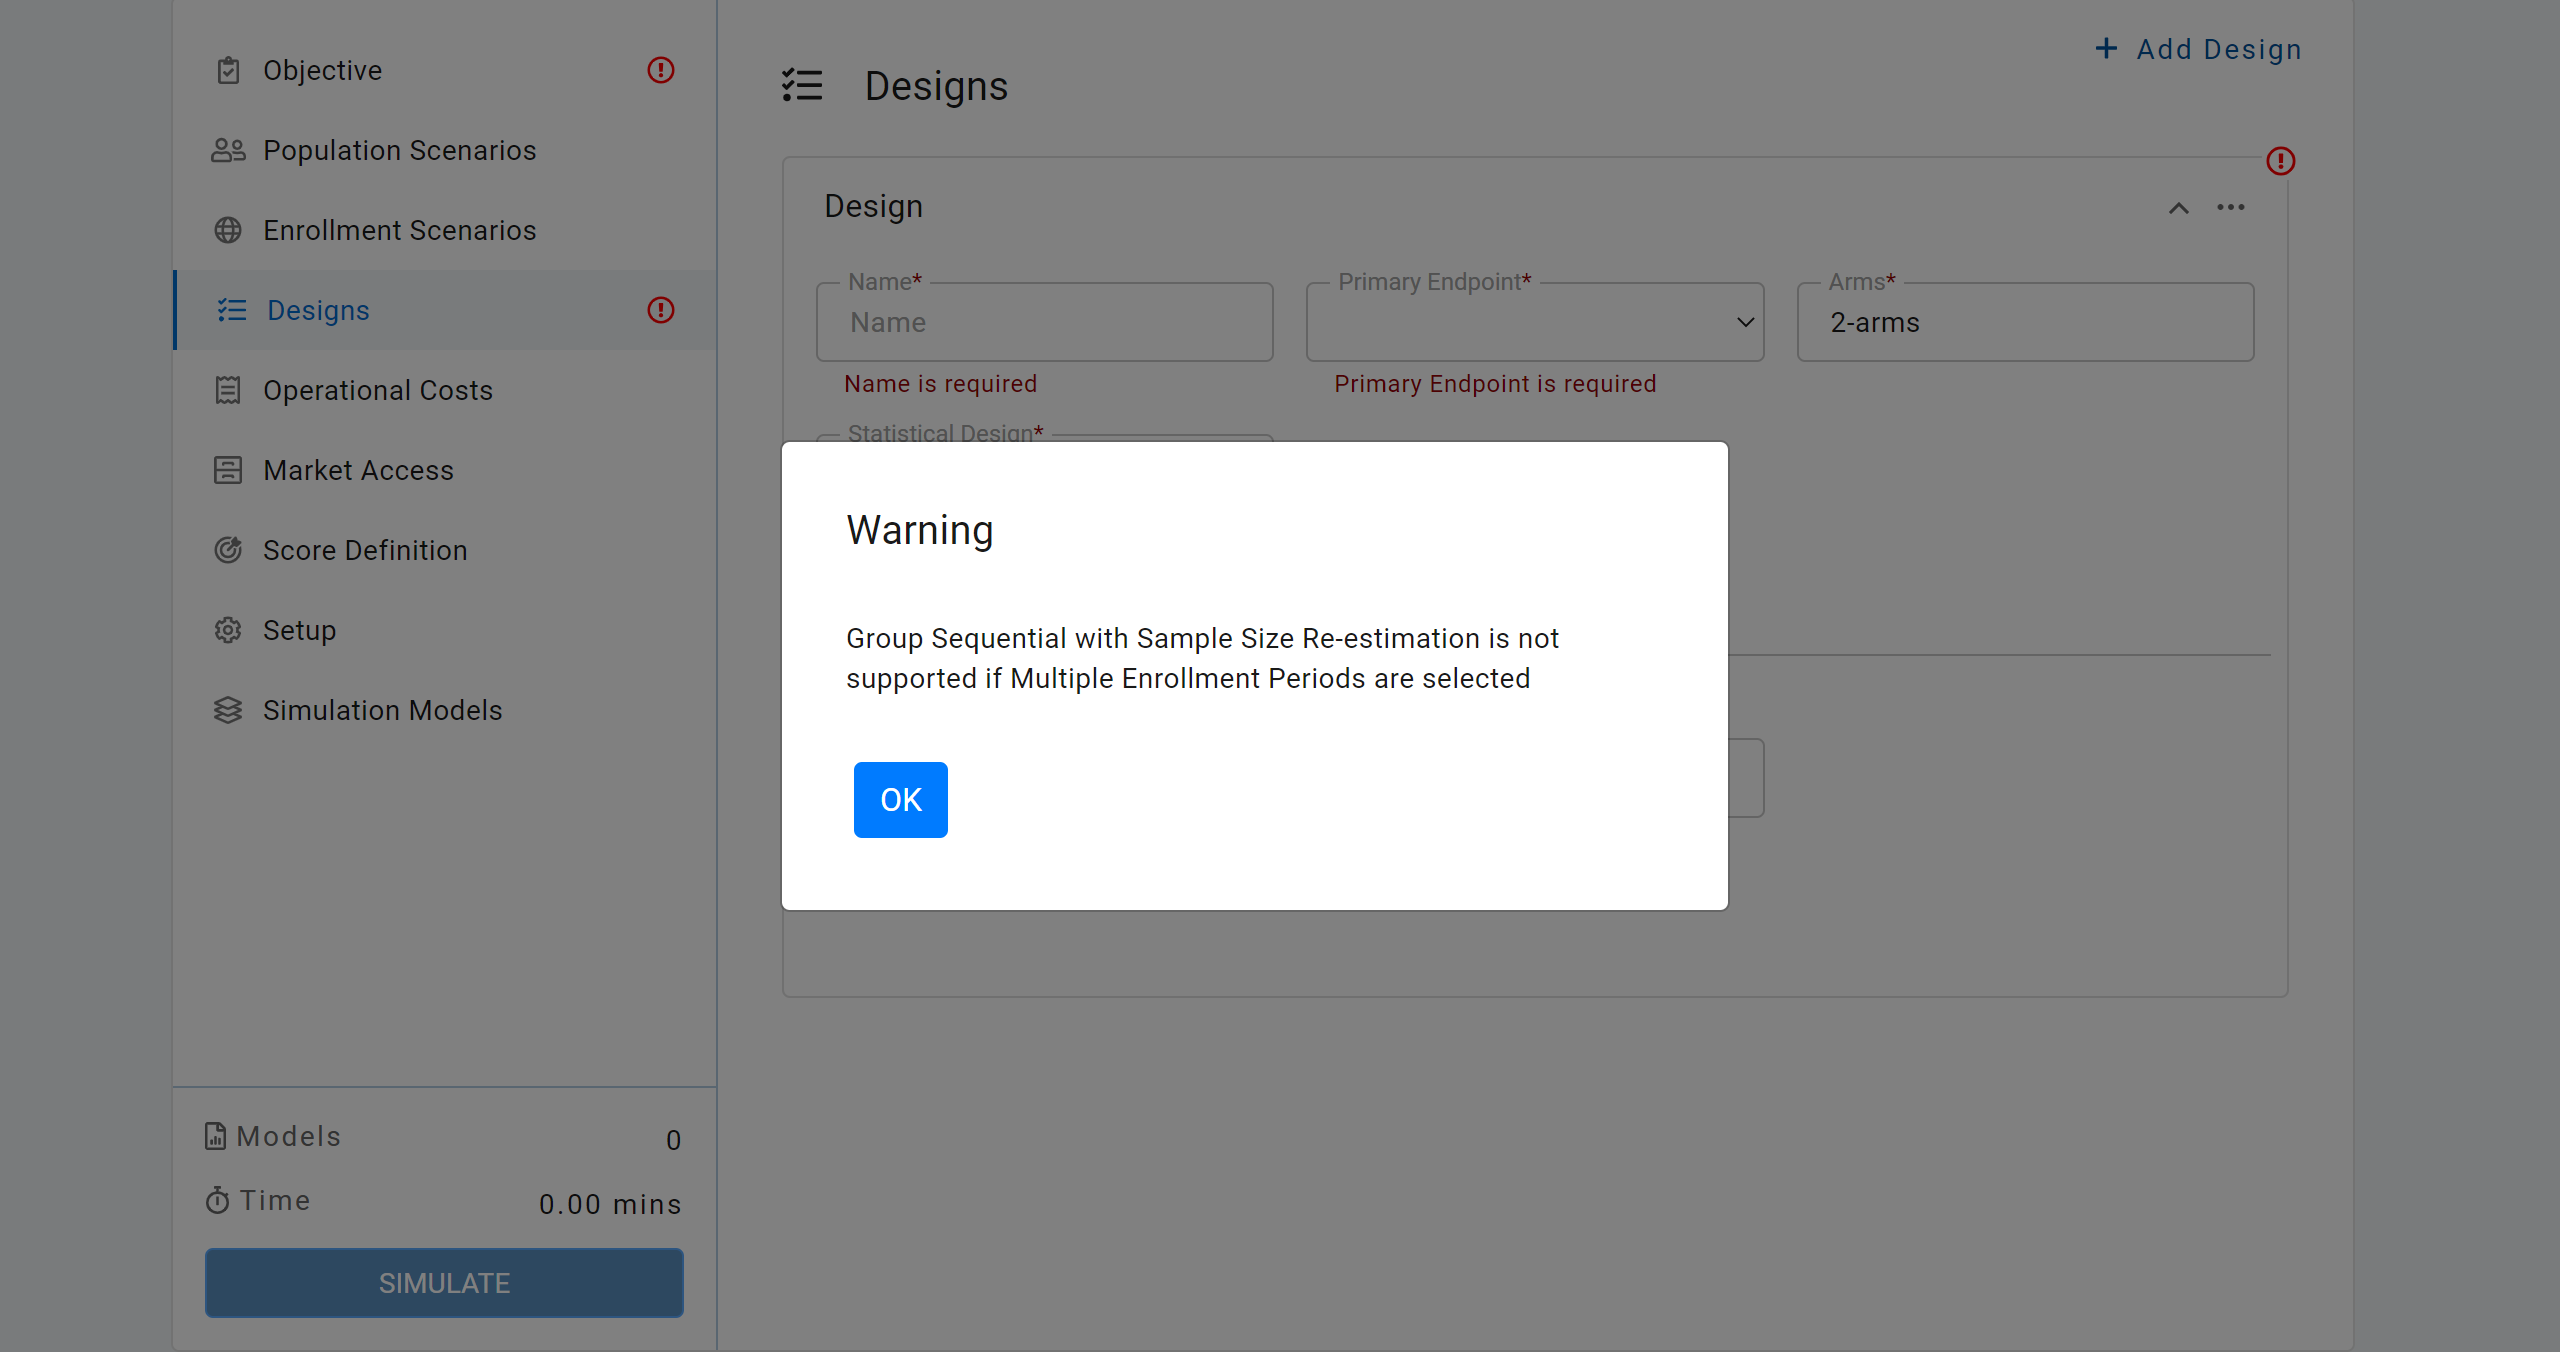 Objective
Population Scenarios
Enrollment Scenarios
Designs
Operational Costs
Market Access
Score Definition
Setup
Simulation Models
Models 0
Time 0.00 mins
SIMULATE
Add Design
Designs
Design
Name*
Name
Name is required
Primary Endpoint*
Primary Endpoint is required
Arms*
2-arms
Statistical Design*
Warning
Group Sequential with Sample Size Re-estimation is not
supported if Multiple Enrollment Periods are selected
OK